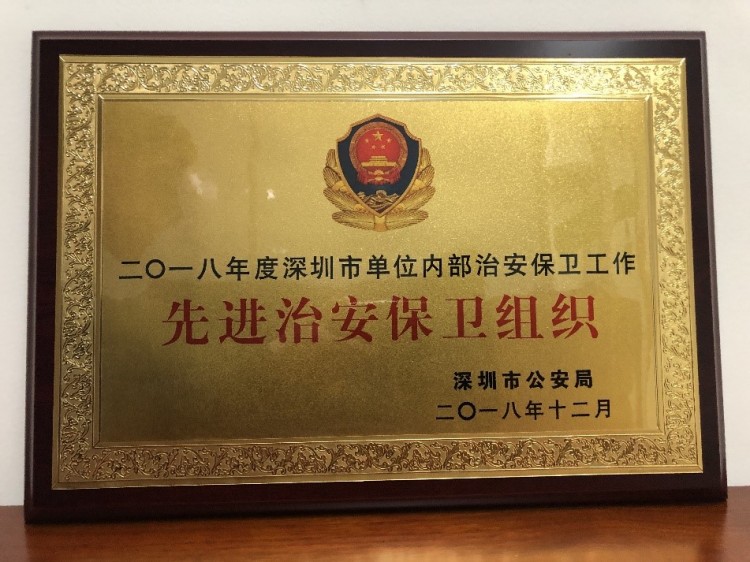 二〇一八年度深圳市单位内部治安保卫工作
先进治安保卫组织
深圳市公安局
二〇一八年十二月